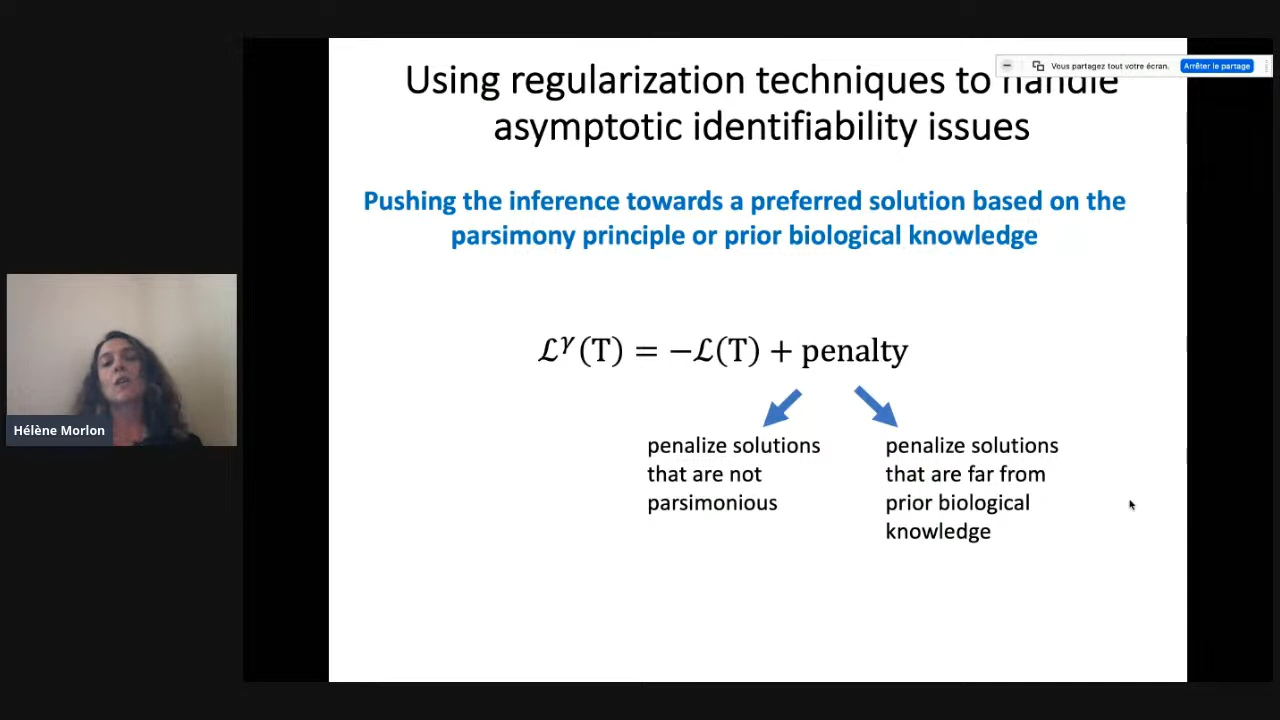 Using regularization techniques to handle
asymptotic identifiability issues
Vous partagez tout votre écran.
Arrêter le partage
Pushing the inference towards a preferred solution based on the
parsimony principle or prior biological knowledge
ℒ^γ(T) = −ℒ(T) + penalty
penalize solutions
that are not
parsimonious
penalize solutions
that are far from
prior biological
knowledge
Hélène Morlon